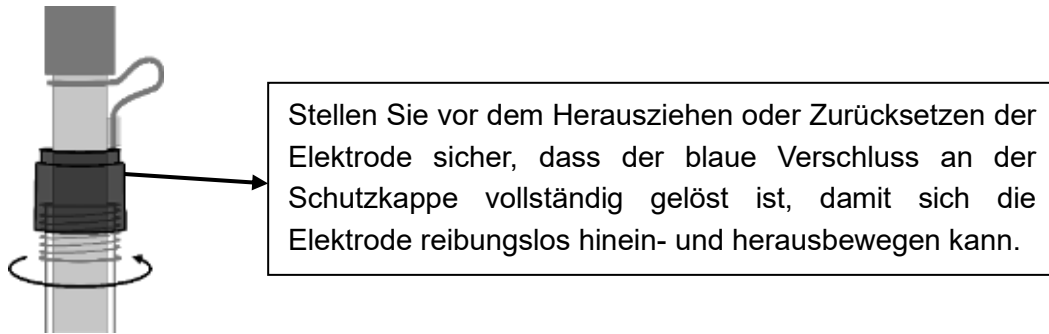 Stellen Sie vor dem Herausziehen oder Zurücksetzen der
Elektrode sicher, dass der blaue Verschluss an der
Schutzkappe vollständig gelöst ist, damit sich die
Elektrode reibungslos hinein- und herausbewegen kann.